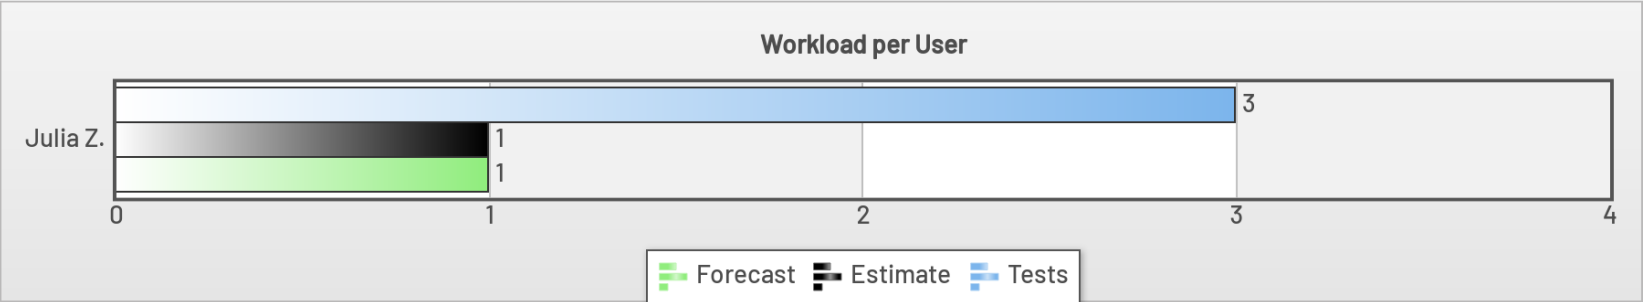 Workload per User
3
Julia Z.
1
1
0 1 2 3 4
Forecast Estimate Tests